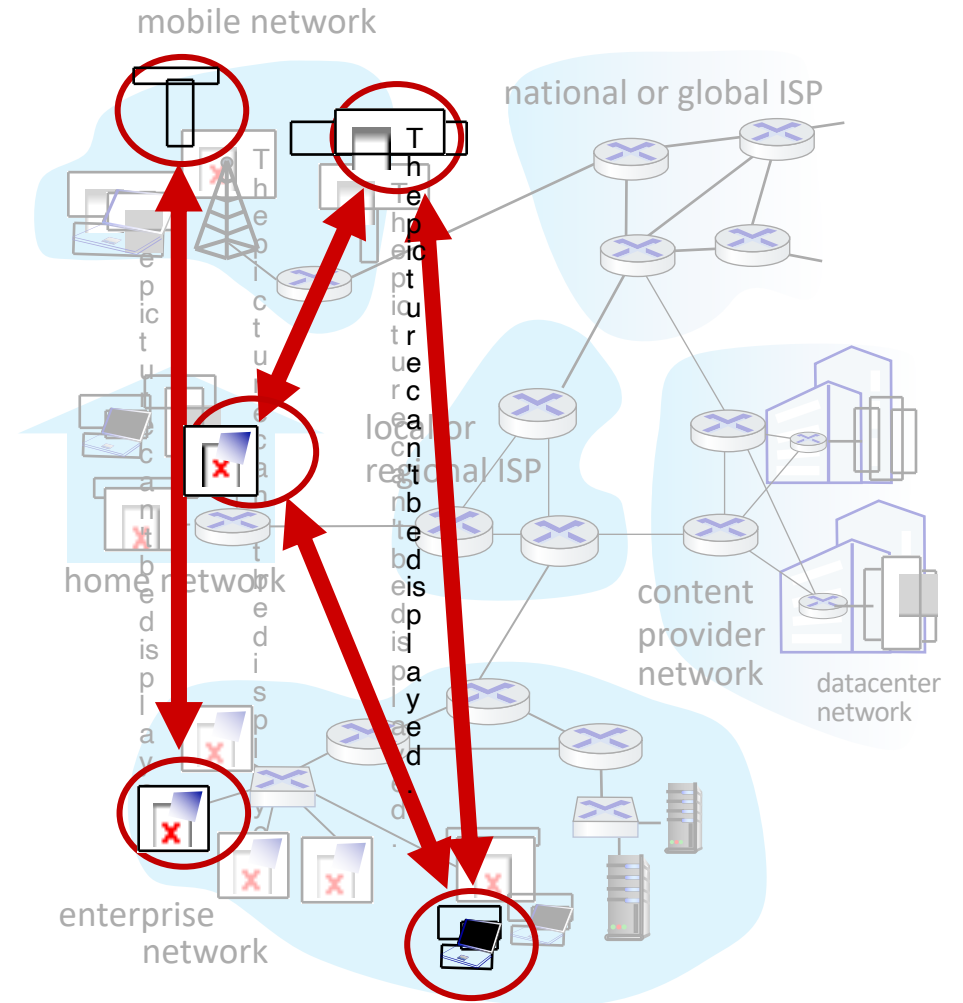 mobile network
national or global ISP
The picture can't be displayed.
local or
regional ISP
home network
content
provider
network
datacenter
network
enterprise
network